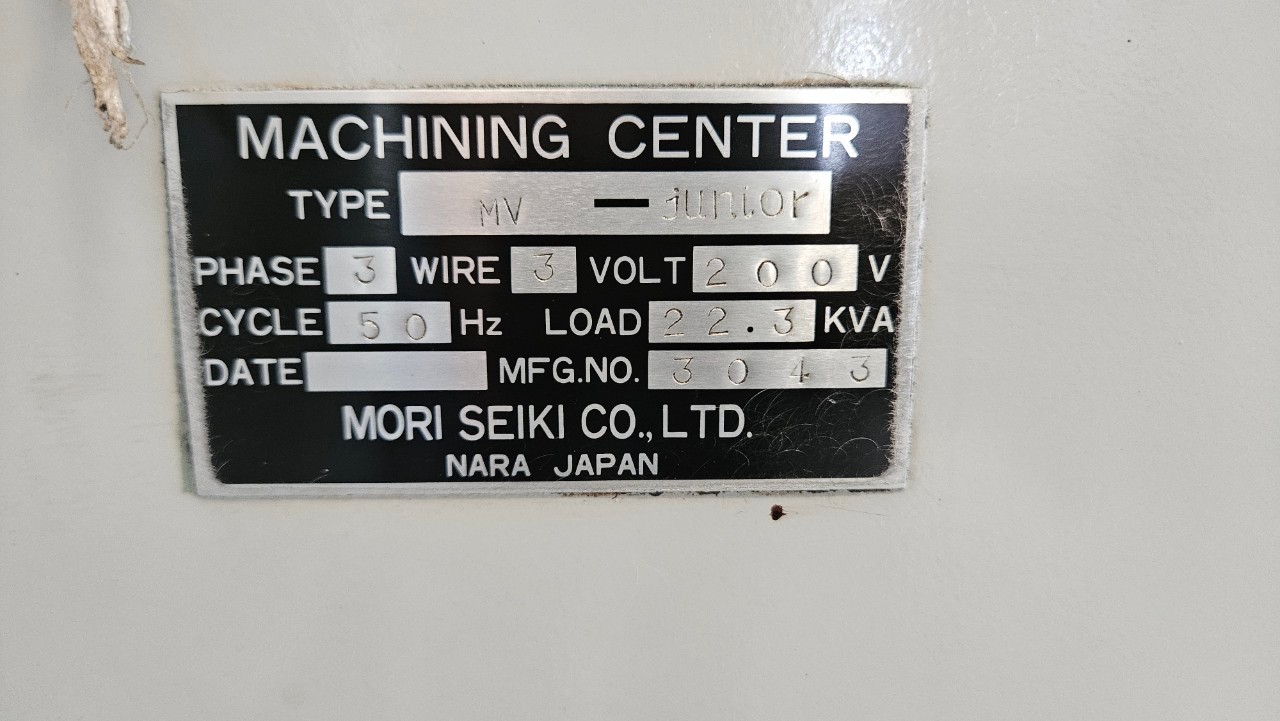 MACHINING CENTER
TYPE MV — junior
PHASE 3 WIRE 3 VOLT 200 V
CYCLE 50 Hz LOAD 22.3 KVA
DATE MFG.NO. 3043
MORI SEIKI CO., LTD.
NARA JAPAN